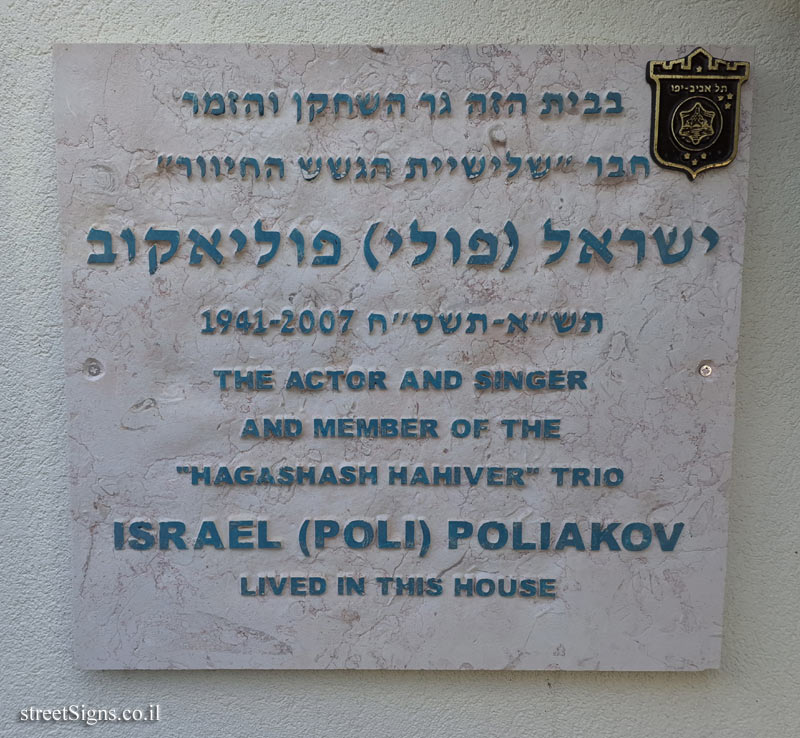 בבית הזה גר השחקן והזמר
חבר "שלישיית הגשש החיוור"
ישראל (פולי) פוליאקוב
תש"א-תשס"ח 1941-2007
THE ACTOR AND SINGER
AND MEMBER OF THE
"HAGASHASH HAHIVER" TRIO
ISRAEL (POLI) POLIAKOV
LIVED IN THIS HOUSE
תל אביב-יפו
streetSigns.co.il